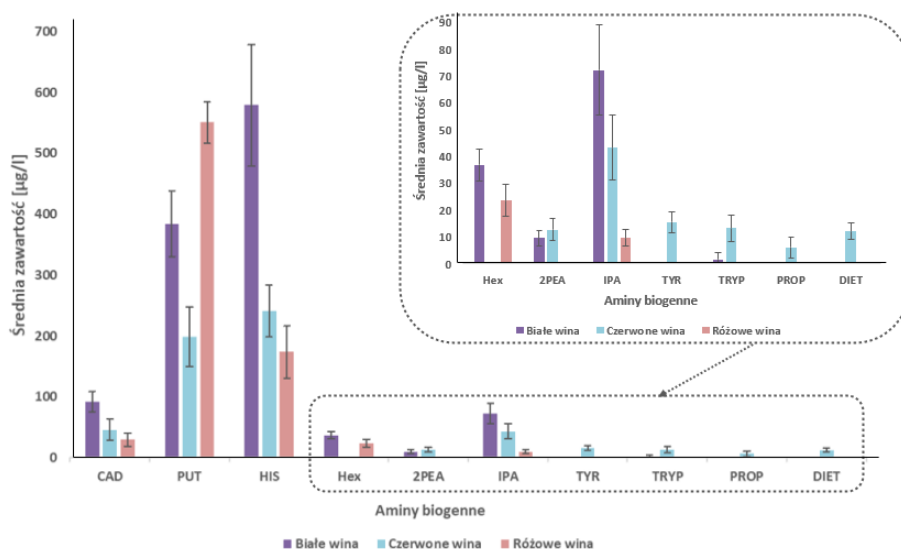 Średnia zawartość [µg/l]
700
600
500
400
300
200
100
0
CAD PUT HIS Hex 2PEA IPA TYR TRYP PROP DIET
Aminy biogenne
Białe wina Czerwone wina Różowe wina
Średnia zawartość [µg/l]
90
80
70
60
50
40
30
20
10
0
Hex 2PEA IPA TYR TRYP PROP DIET
Aminy biogenne
Białe wina Czerwone wina Różowe wina